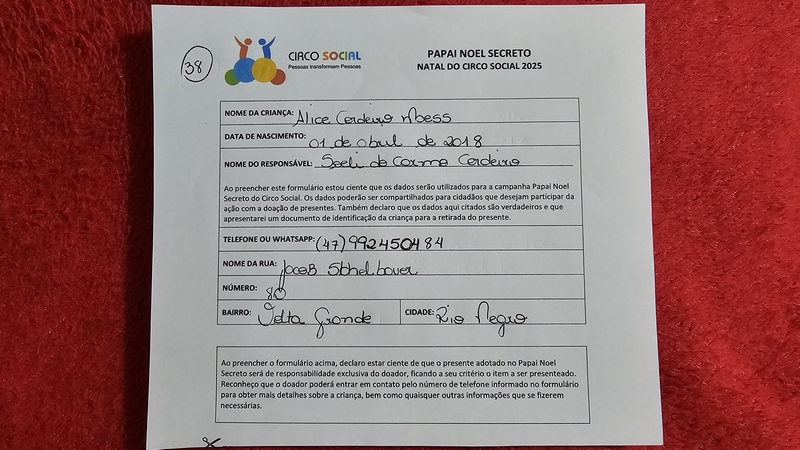 38
CIRCO SOCIAL
Pessoas transformam Pessoas
PAPAI NOEL SECRETO
NATAL DO CIRCO SOCIAL 2025
NOME DA CRIANÇA: Alice Cordeiro
DATA DE NASCIMENTO: 01 de abril de 2018
NOME DO RESPONSÁVEL: do Carmo Cordeiro
Ao preencher este formulário estou ciente que os dados serão utilizados para a campanha Papai Noel
Secreto do Circo Social. Os dados poderão ser compartilhados para cidadãos que desejam participar da
ação com a doação de presentes. Também declaro que os dados aqui citados são verdadeiros e que
apresentarei um documento de identificação da criança para a retirada do presente.
TELEFONE OU WHATSAPP: (47) 992450484
NOME DA RUA:
NÚMERO: 80
BAIRRO: Volta Grande CIDADE: Rio Negro
Ao preencher o formulário acima, declaro estar ciente de que o presente adotado no Papai Noel
Secreto será de responsabilidade exclusiva do doador, ficando a seu critério o item a ser presenteado.
Reconheço que o doador poderá entrar em contato pelo número de telefone informado no formulário
para obter mais detalhes sobre a criança, bem como quaisquer outras informações que se fizerem
necessárias.